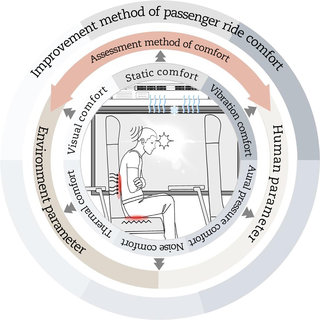 Improvement method of passenger ride comfort
Assessment method of comfort
Static comfort
Vibration comfort
Aural pressure comfort
Noise comfort
Thermal comfort
Visual comfort
Environment parameter
Human parameter